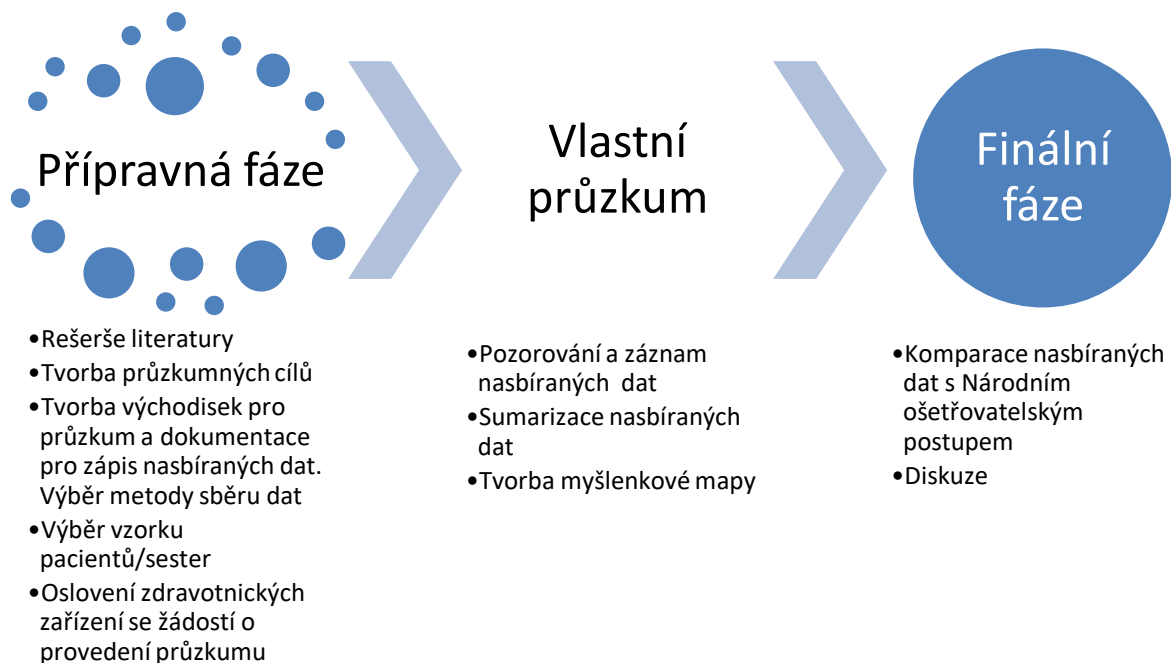 Přípravná fáze
Vlastní
průzkum
Finální
fáze
•Rešerše literatury
•Tvorba průzkumných cílů
•Tvorba východisek pro
průzkum a dokumentace
pro zápis nasbíraných dat.
Výběr metody sběru dat
•Výběr vzorku
pacientů/sester
•Oslovení zdravotnických
zařízení se žádostí o
provedení průzkumu
•Pozorování a záznam
nasbíraných dat
•Sumarizace nasbíraných
dat
•Tvorba myšlenkové mapy
•Komparace nasbíraných
dat s Národním
ošetřovatelským
postupem
•Diskuze